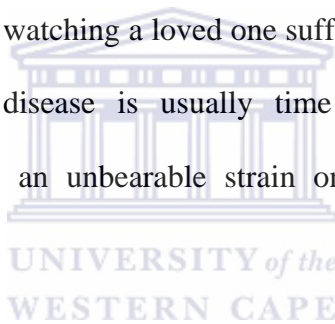 watching a loved one suff
disease is usually time
an unbearable strain or
UNIVERSITY of the
WESTERN CAPE